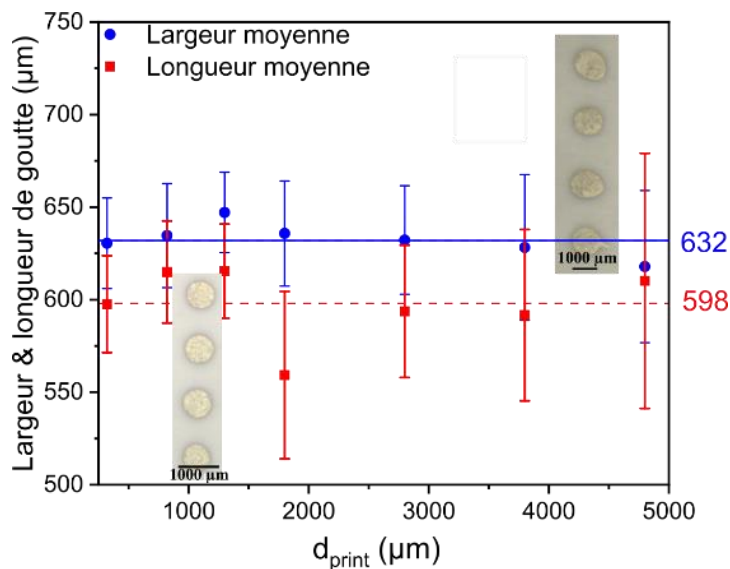 750
700
650
600
550
500
Largeur & longueur de goutte (µm)
Largeur moyenne
Longueur moyenne
1000 µm
1000 µm
632
598
1000
2000
3000
4000
5000
dprint (µm)